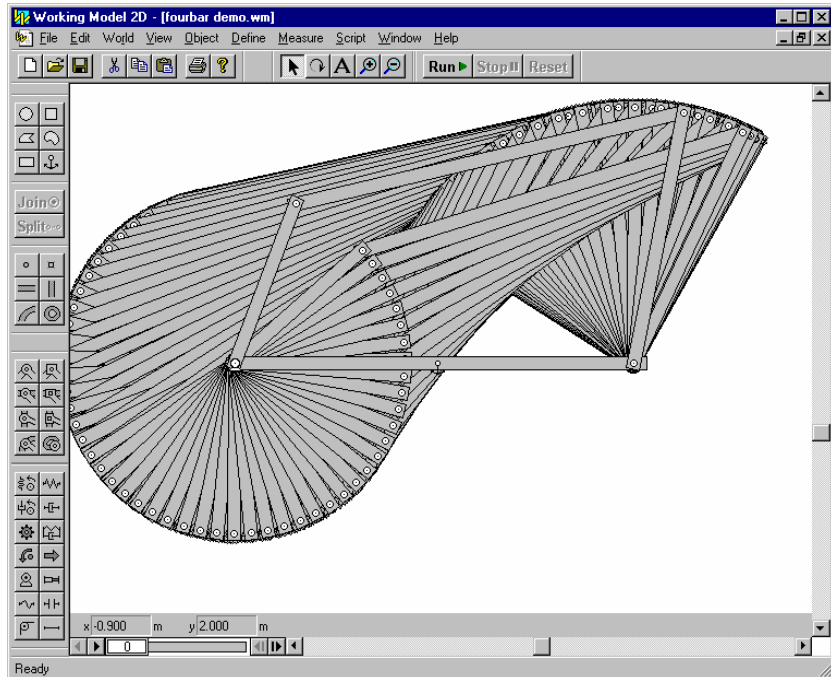 Working Model 2D - [fourbar demo.wm]
File Edit World View Object Define Measure Script Window Help
A Run Stop Reset
Join
Split
x -0.900 m y 2.000 m
0
Ready